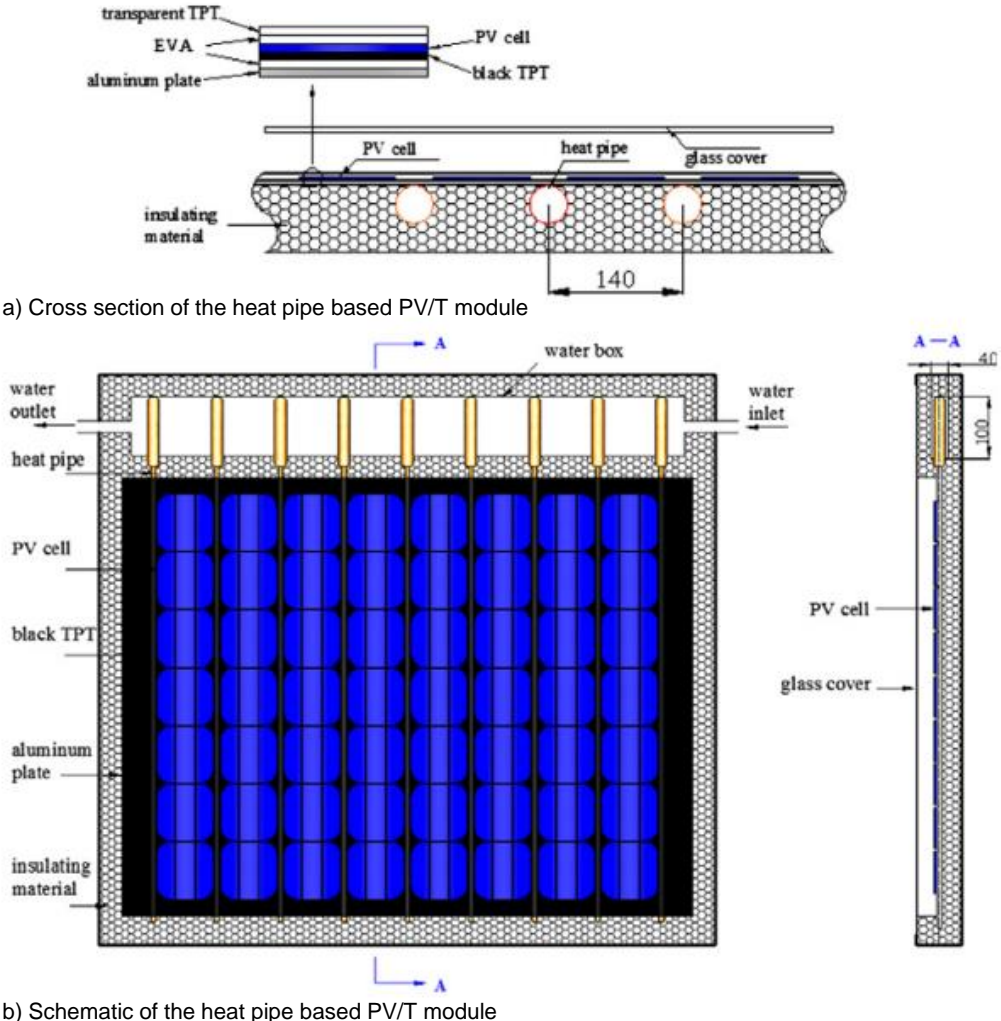 transparent TPT
EVA
aluminum plate
PV cell
black TPT
PV cell
heat pipe
glass cover
insulating
material
140
a) Cross section of the heat pipe based PV/T module
A
water box
A—A
40
water
outlet
water
inlet
100
heat pipe
PV cell
black TPT
PV cell
glass cover
aluminum
plate
insulating
material
A
b) Schematic of the heat pipe based PV/T module